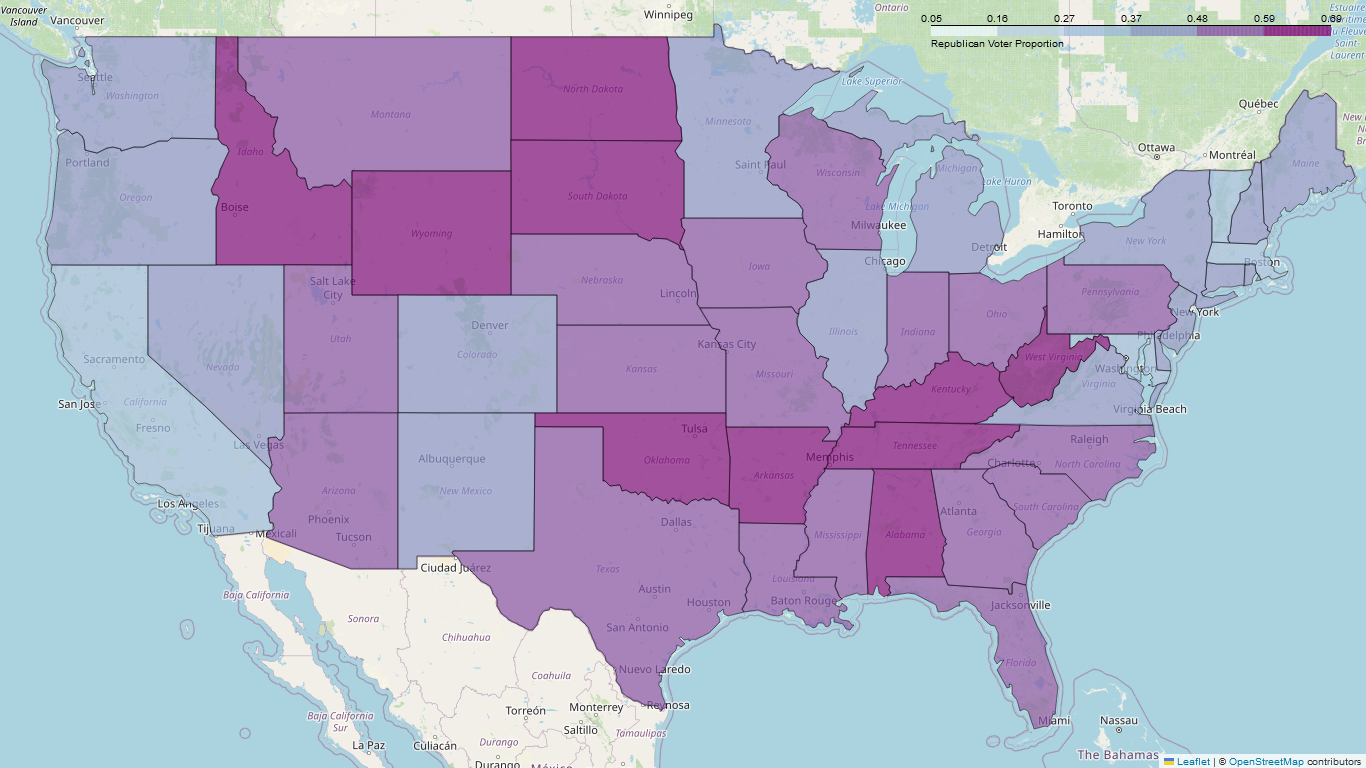 Vancouver
Island
Vancouver
Winnipeg
Ontario
0.05
0.16
0.27
0.37
0.48
0.59
0.69
Republican Voter Proportion
Estuaire
maritime
du Fleuve
Saint-
Laurent
Seattle
Washington
Montana
North Dakota
Minnesota
Lake Superior
Québec
Ottawa
Montréal
Portland
Oregon
Idaho
Boise
Wyoming
South Dakota
Saint Paul
Wisconsin
Milwaukee
Lake Michigan
Michigan
Lake Huron
Toronto
Hamilton
Detroit
Chicago
Maine
New York
Boston
Salt Lake
City
Utah
Nevada
Sacramento
California
San Jose
Fresno
Las Vegas
Denver
Colorado
Nebraska
Lincoln
Iowa
Illinois
Indiana
Ohio
Pennsylvania
New York
Philadelphia
Kansas City
Kansas
Missouri
Kentucky
West Virginia
Washington
Virginia
Virginia Beach
Los Angeles
Tijuana
Mexicali
Arizona
Phoenix
Tucson
Albuquerque
New Mexico
Tulsa
Oklahoma
Arkansas
Memphis
Tennessee
Charlotte
Raleigh
North Carolina
South Carolina
Atlanta
Georgia
Alabama
Mississippi
Louisiana
Baton Rouge
Dallas
Texas
Austin
Houston
San Antonio
Jacksonville
Florida
Miami
Nassau
The Bahamas
Ciudad Juárez
Baja California
Sonora
Chihuahua
Coahuila
Nuevo Laredo
Reynosa
Monterrey
Saltillo
Torreón
Tamaulipas
Durango
Durango
México
Baja California
Sur
La Paz
Culiacán
Leaflet | © OpenStreetMap contributors